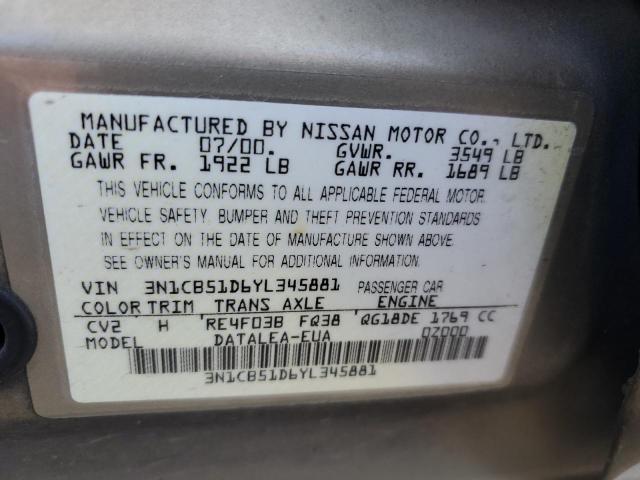 MANUFACTURED BY NISSAN MOTOR CO., LTD.
DATE 07/00. GVWR. 3549 LB
GAWR FR. 1922 LB GAWR RR. 1689 LB
THIS VEHICLE CONFORMS TO ALL APPLICABLE FEDERAL MOTOR
VEHICLE SAFETY, BUMPER AND THEFT PREVENTION STANDARDS
IN EFFECT ON THE DATE OF MANUFACTURE SHOWN ABOVE.
SEE OWNER'S MANUAL FOR ADDITIONAL INFORMATION.
VIN 3N1CB51D6YL345881 PASSENGER CAR
COLOR TRIM TRANS AXLE ENGINE
CV2 H RE4F03B FQ38 QG18DE 1769 CC
MODEL DATALEA-EUA 0Z000
3N1CB51D6YL345881